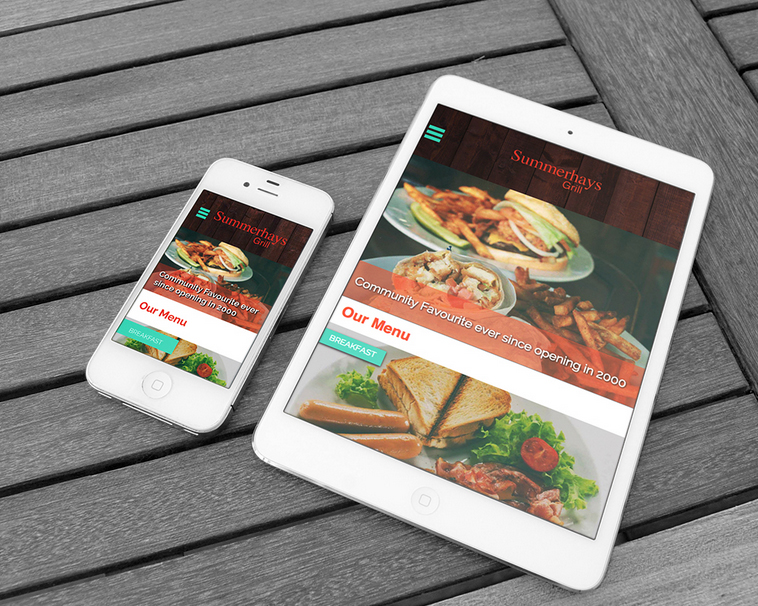 Summerhays
Grill
Community Favourite ever
since opening in 2000
Our Menu
BREAKFAST
Summerhays
Grill
Community Favourite ever since opening in 2000
Our Menu
BREAKFAST